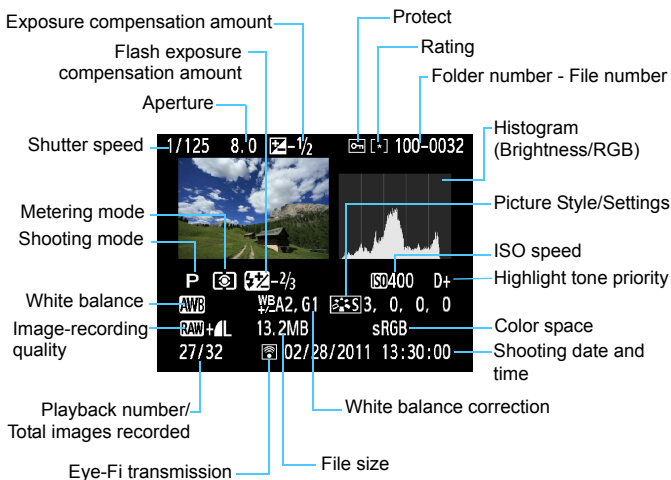 Exposure compensation amount
Protect
Flash exposure
compensation amount
Rating
Folder number - File number
Aperture
Shutter speed
1/125 8.0 -1/2 100-0032
Histogram
(Brightness/RGB)
Metering mode
Picture Style/Settings
Shooting mode
ISO speed
P -2/3 ISO400 D+
Highlight tone priority
White balance
AWB WB+/-A2, G1 S3, 0, 0, 0
Image-recording
quality
RAW+L 13.2MB sRGB
Color space
27/32 02/28/2011 13:30:00
Shooting date and
time
Playback number/
Total images recorded
White balance correction
Eye-Fi transmission
File size